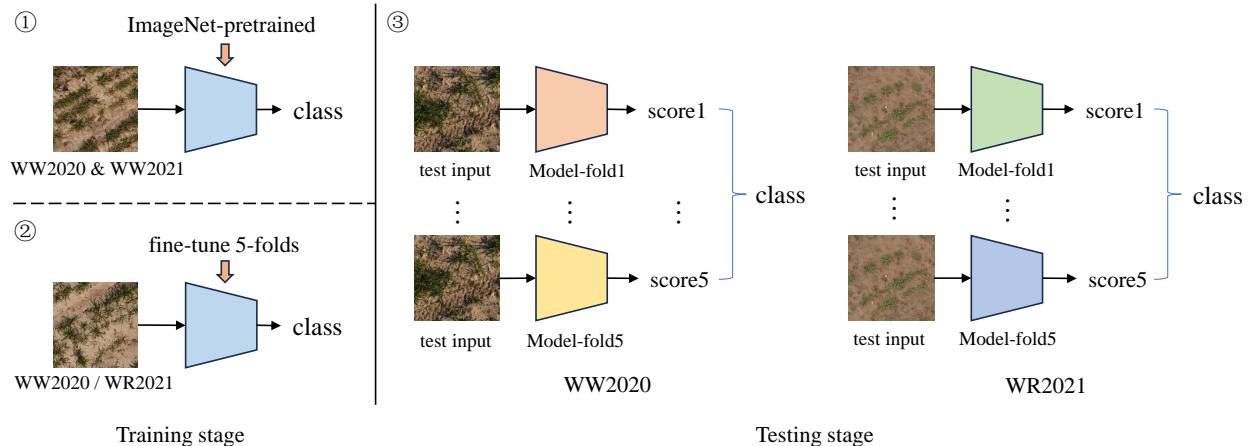 ①
ImageNet-pretrained
class
WW2020 & WW2021
②
fine-tune 5-folds
class
WW2020 / WR2021
Training stage
③
score1
test input
Model-fold1
class
score5
test input
Model-fold5
WW2020
score1
test input
Model-fold1
class
score5
test input
Model-fold5
WR2021
Testing stage